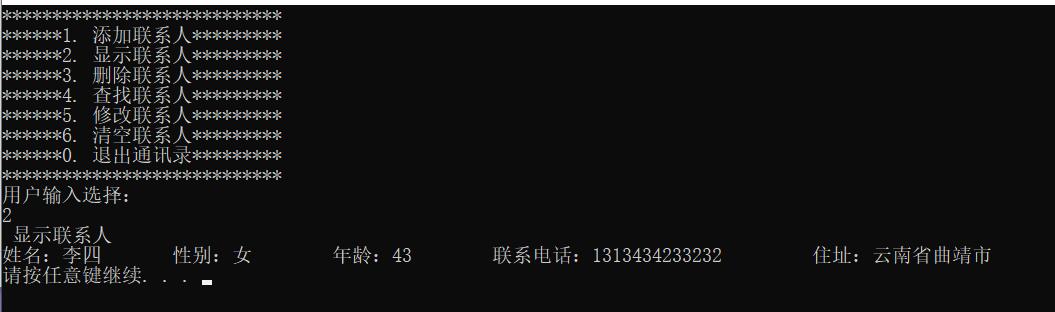 ****************************
******1. 添加联系人*********
******2. 显示联系人*********
******3. 删除联系人*********
******4. 查找联系人*********
******5. 修改联系人*********
******6. 清空联系人*********
******0. 退出通讯录*********
****************************
用户输入选择：
2
显示联系人
姓名：李四 性别：女 年龄：43 联系电话：1313434233232 住址：云南省曲靖市
请按任意键继续. . .